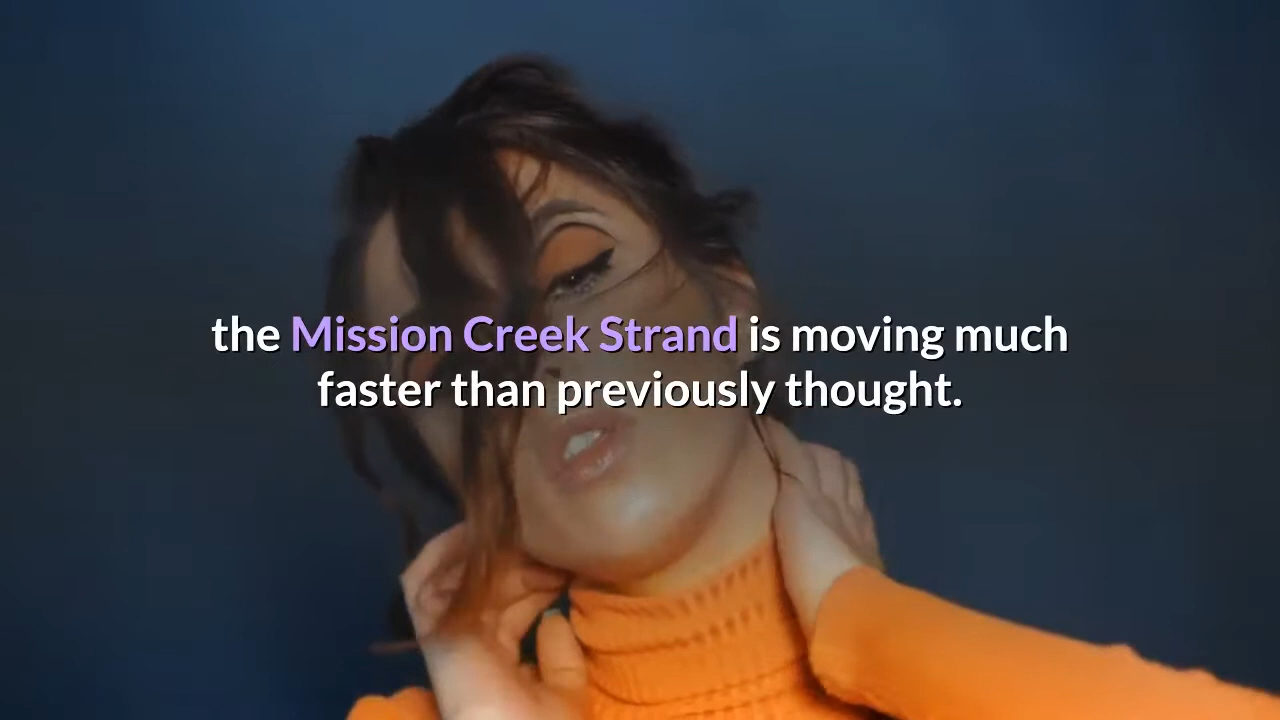 the Mission Creek Strand is moving much
faster than previously thought.